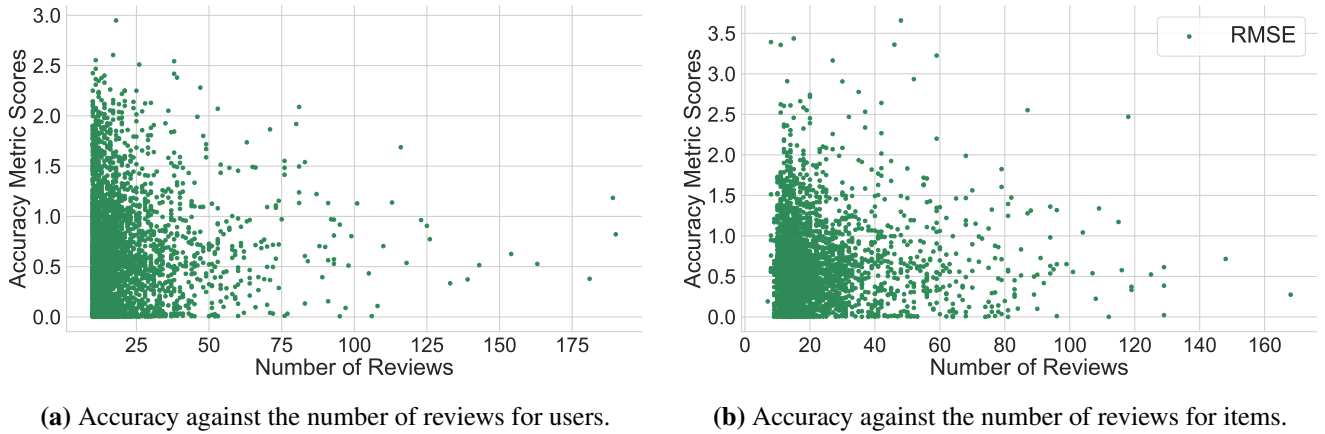 3.0
2.5
2.0
1.5
1.0
0.5
0.0
Accuracy Metric Scores
25 50 75 100 125 150 175
Number of Reviews
(a) Accuracy against the number of reviews for users.
RMSE
3.5
3.0
2.5
2.0
1.5
1.0
0.5
0.0
Accuracy Metric Scores
0 20 40 60 80 100 120 140 160
Number of Reviews
(b) Accuracy against the number of reviews for items.